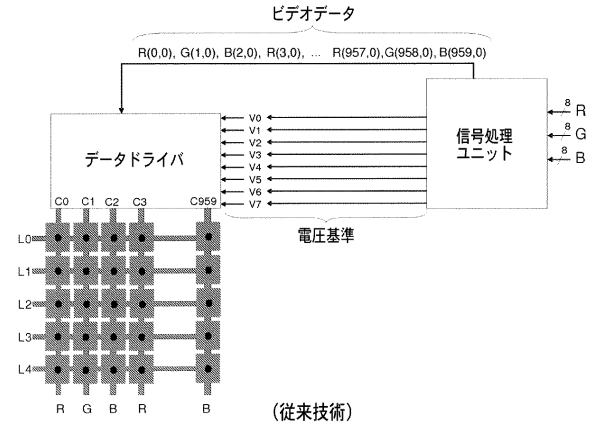 ビデオデータ
R(0,0), G(1,0), B(2,0), R(3,0), ... R(957,0),G(958,0), B(959,0)
データドライバ
V0
V1
V2
V3
V4
V5
V6
V7
信号処理
ユニット
8 R
8 G
8 B
電圧基準
C0 C1 C2 C3 C959
L0
L1
L2
L3
L4
R G B R B
(従来技術)